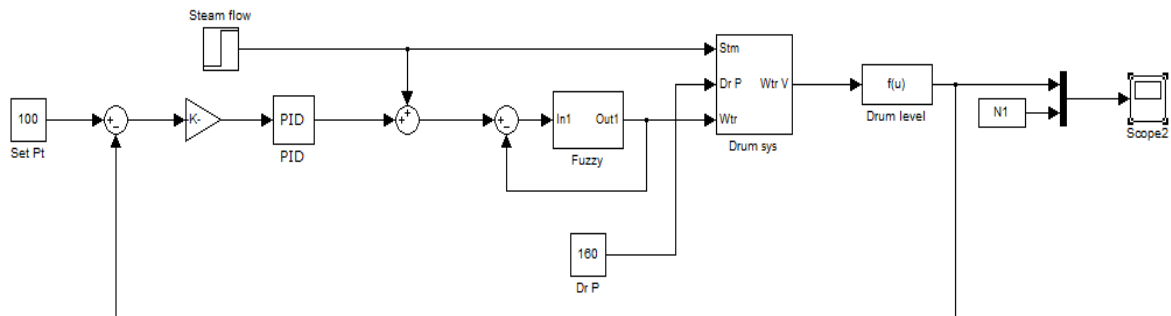 Steam flow
Stm
Dr P
Wtr V
Wtr
Drum sys
f(u)
Drum level
100
Set Pt
K-
PID
PID
In1
Out1
Fuzzy
N1
Scope2
160
Dr P